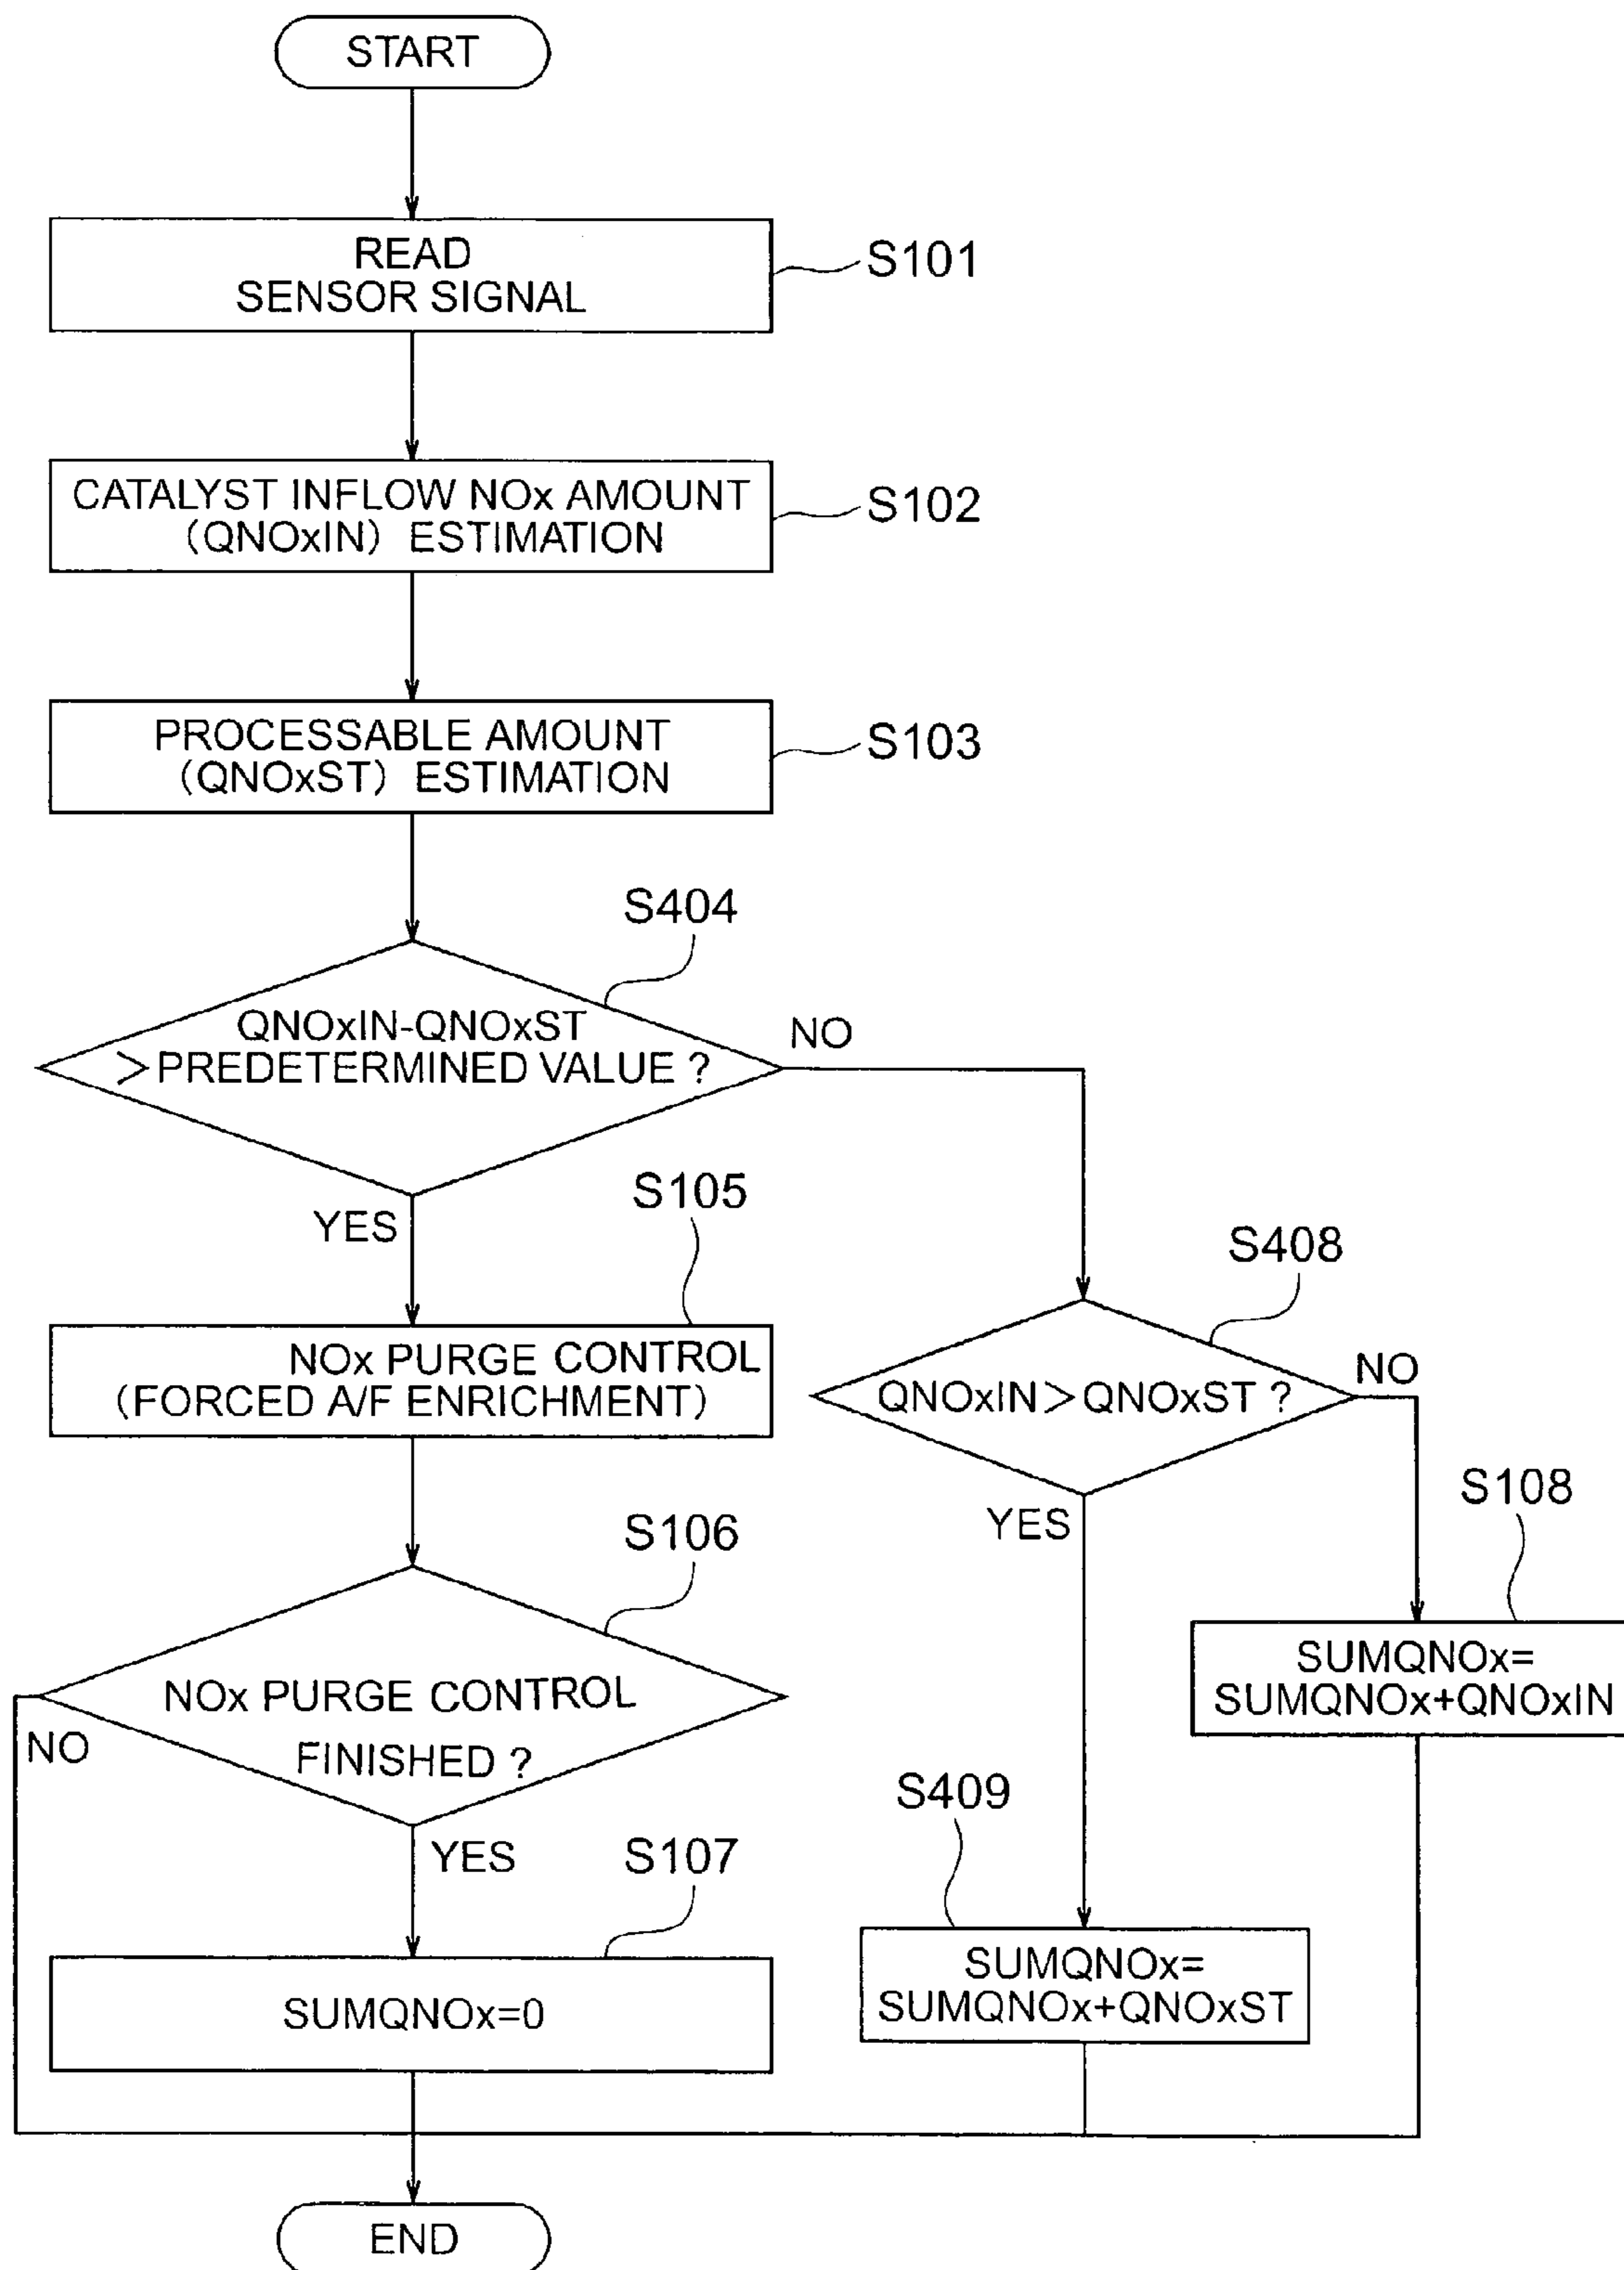 START
READ
SENSOR SIGNAL
S101
CATALYST INFLOW NOx AMOUNT
(QNOxIN) ESTIMATION
S102
PROCESSABLE AMOUNT
(QNOxST) ESTIMATION
S103
S404
QNOxIN-QNOxST
>PREDETERMINED VALUE ?
NO
YES
S105
NOx PURGE CONTROL
(FORCED A/F ENRICHMENT)
S408
QNOxIN>QNOxST ?
NO
YES
S108
SUMQNOx=
SUMQNOx+QNOxIN
S106
NOx PURGE CONTROL
FINISHED ?
NO
YES
S409
SUMQNOx=
SUMQNOx+QNOxST
S107
SUMQNOx=0
END